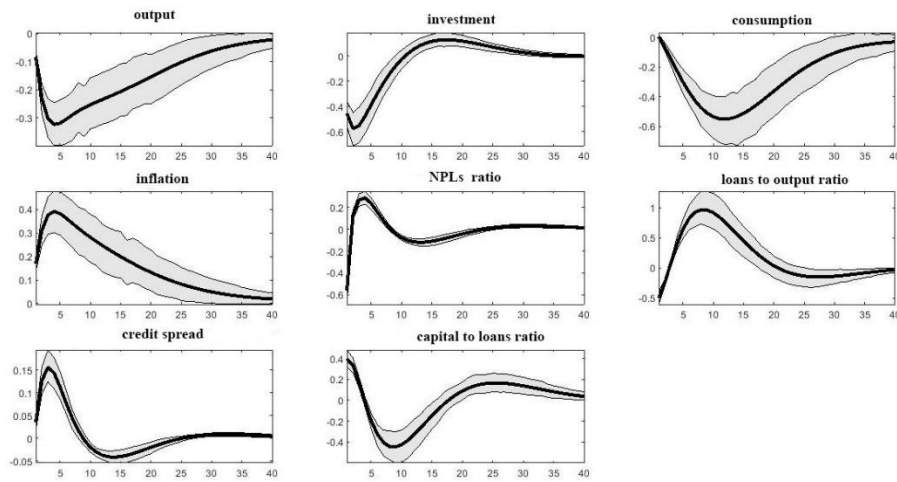 output
investment
consumption
0
-0.1
-0.2
-0.3
5 10 15 20 25 30 35 40
0
-0.2
-0.4
-0.6
5 10 15 20 25 30 35 40
0
-0.2
-0.4
-0.6
5 10 15 20 25 30 35 40
inflation
NPLs ratio
loans to output ratio
0.4
0.3
0.2
0.1
0
5 10 15 20 25 30 35 40
0.2
0
-0.2
-0.4
-0.6
5 10 15 20 25 30 35 40
1
0.5
0
-0.5
5 10 15 20 25 30 35 40
credit spread
capital to loans ratio
0.15
0.1
0.05
0
-0.05
5 10 15 20 25 30 35 40
0.4
0.2
0
-0.2
-0.4
5 10 15 20 25 30 35 40